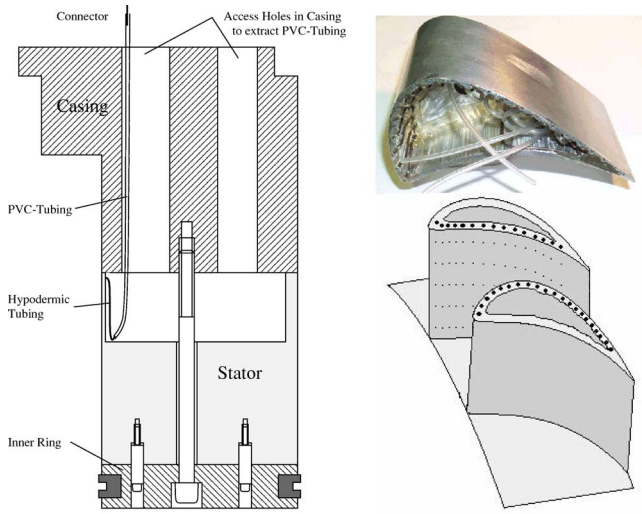 Connector
Access Holes in Casing
to extract PVC-Tubing
Casing
PVC-Tubing
Hypodermic
Tubing
Stator
Inner Ring